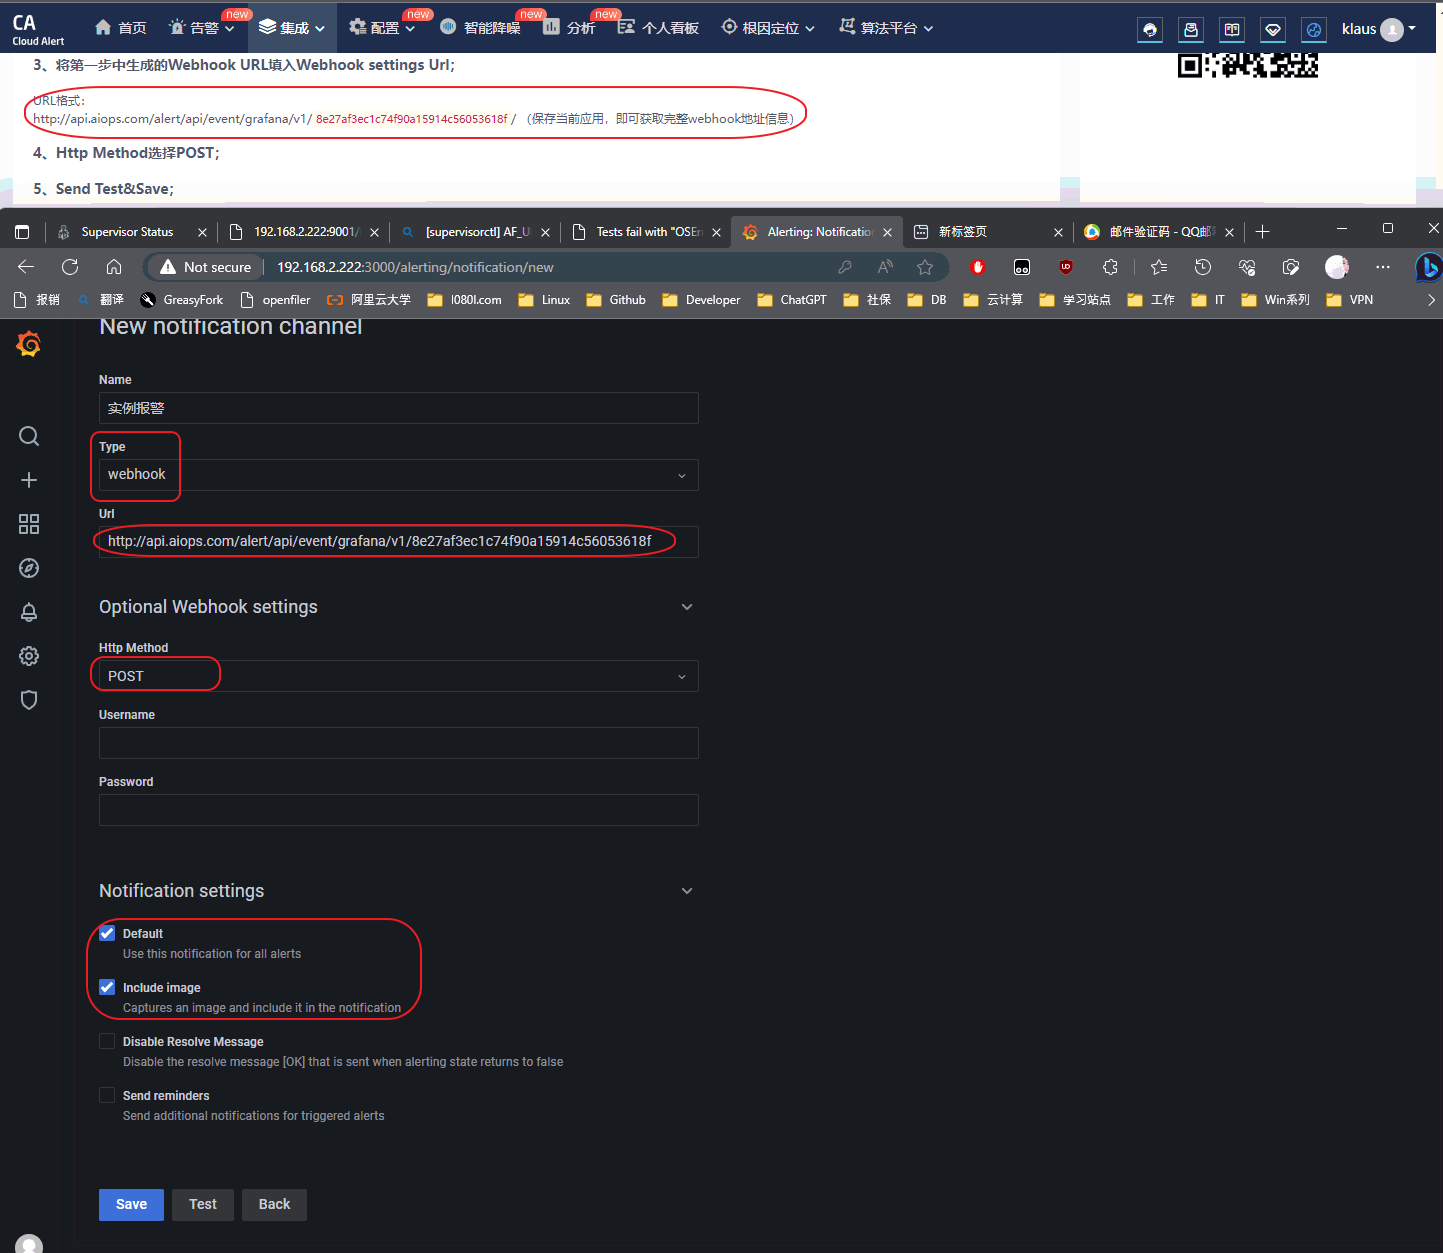 CA
Cloud Alert
首页
告警
new
集成
配置
new
智能降噪
new
分析
new
个人看板
根因定位
算法平台
klaus
3、将第一步中生成的Webhook URL填入Webhook settings Url；
URL格式：
http://api.aiops.com/alert/api/event/grafana/v1/ 8e27af3ec1c74f90a15914c56053618f / （保存当前应用，即可获取完整webhook地址信息）
4、Http Method选择POST；
5、Send Test&Save；
Supervisor Status
192.168.2.222:9001/
[supervisorctl] AF_U
Tests fail with "OSErr
Alerting: Notification
新标签页
邮件验证码 - QQ邮
Not secure
192.168.2.222:3000/alerting/notification/new
报销
翻译
GreasyFork
openfiler
阿里云大学
l080l.com
Linux
Github
Developer
ChatGPT
社保
DB
云计算
学习站点
工作
IT
Win系列
VPN
New notification channel
Name
实例报警
Type
webhook
Url
http://api.aiops.com/alert/api/event/grafana/v1/8e27af3ec1c74f90a15914c56053618f
Optional Webhook settings
Http Method
POST
Username
Password
Notification settings
Default
Use this notification for all alerts
Include image
Captures an image and include it in the notification
Disable Resolve Message
Disable the resolve message [OK] that is sent when alerting state returns to false
Send reminders
Send additional notifications for triggered alerts
Save
Test
Back